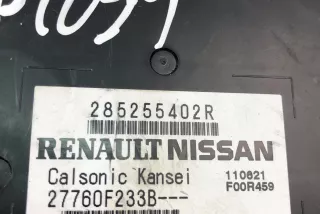 285255402R
RENAULT NISSAN
Calsonic Kansei 110621
27760F233B--- F00R459